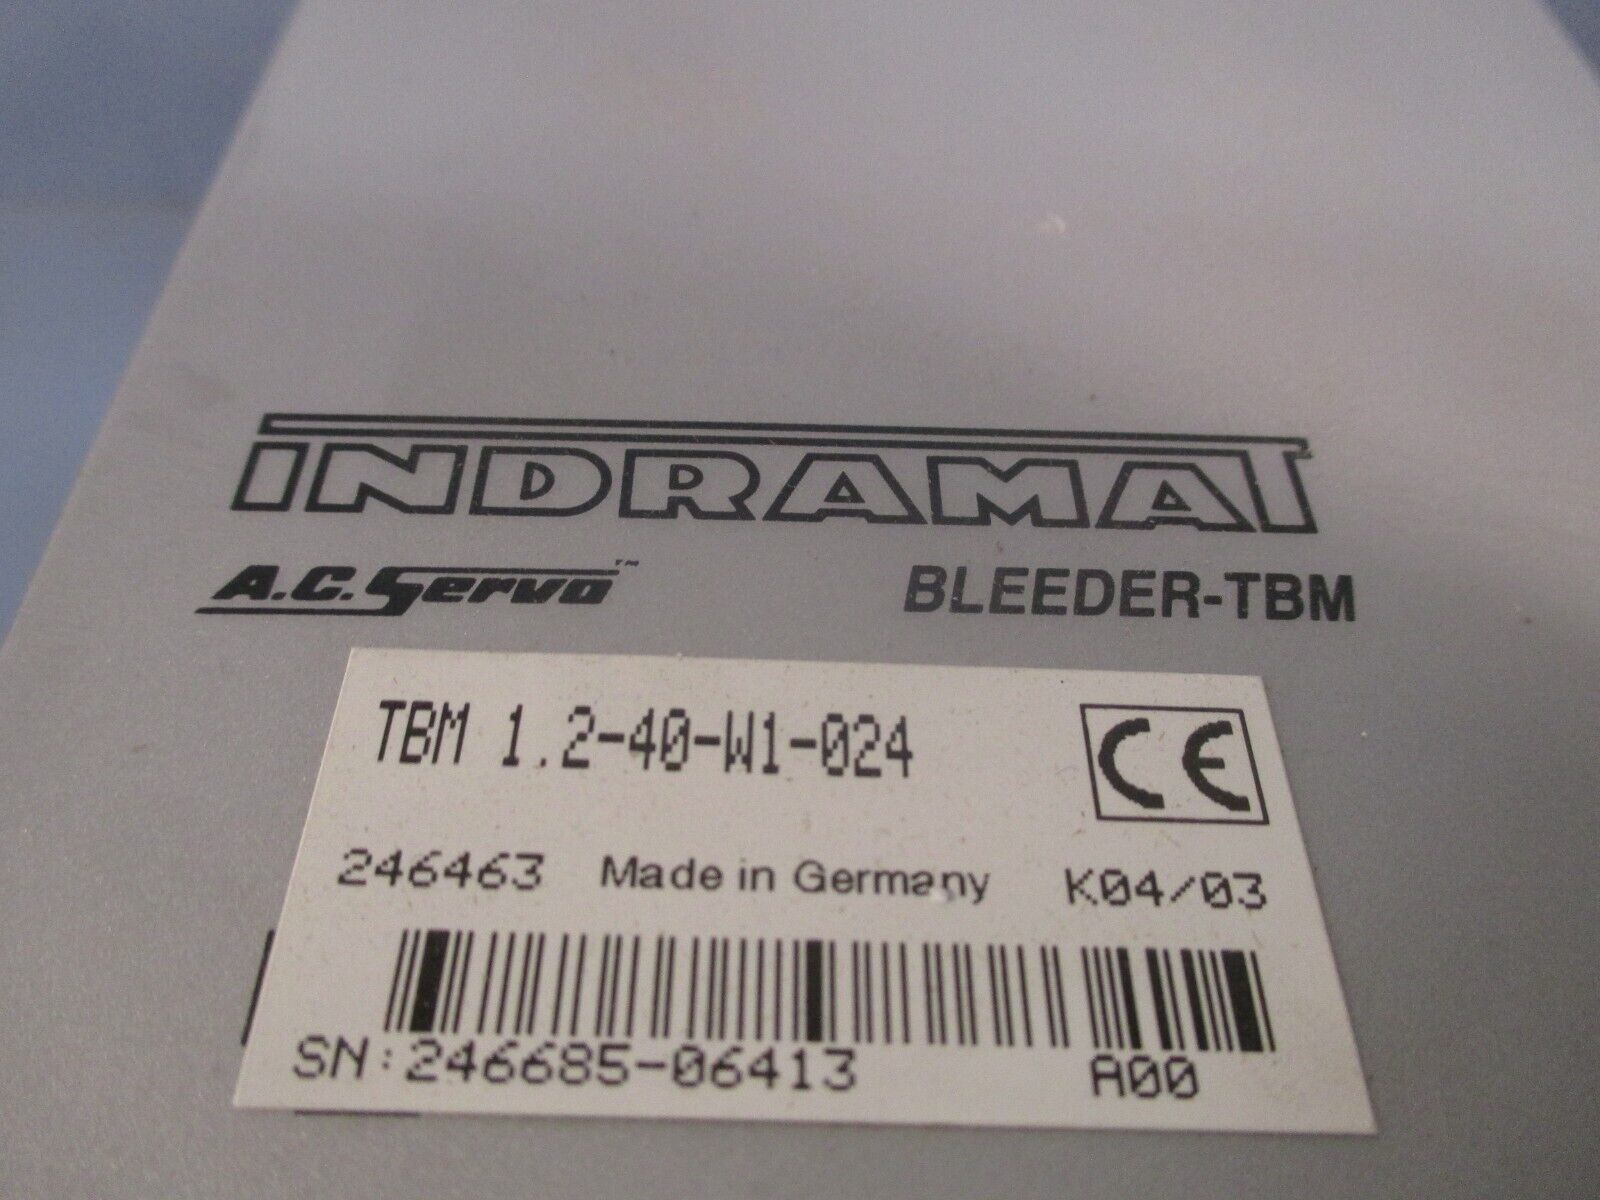 INDRAMAT
A.C. Servo™ BLEEDER-TBM
TBM 1.2-40-W1-024 CE
246463 Made in Germany K04/03
SN:246685-06413 A00